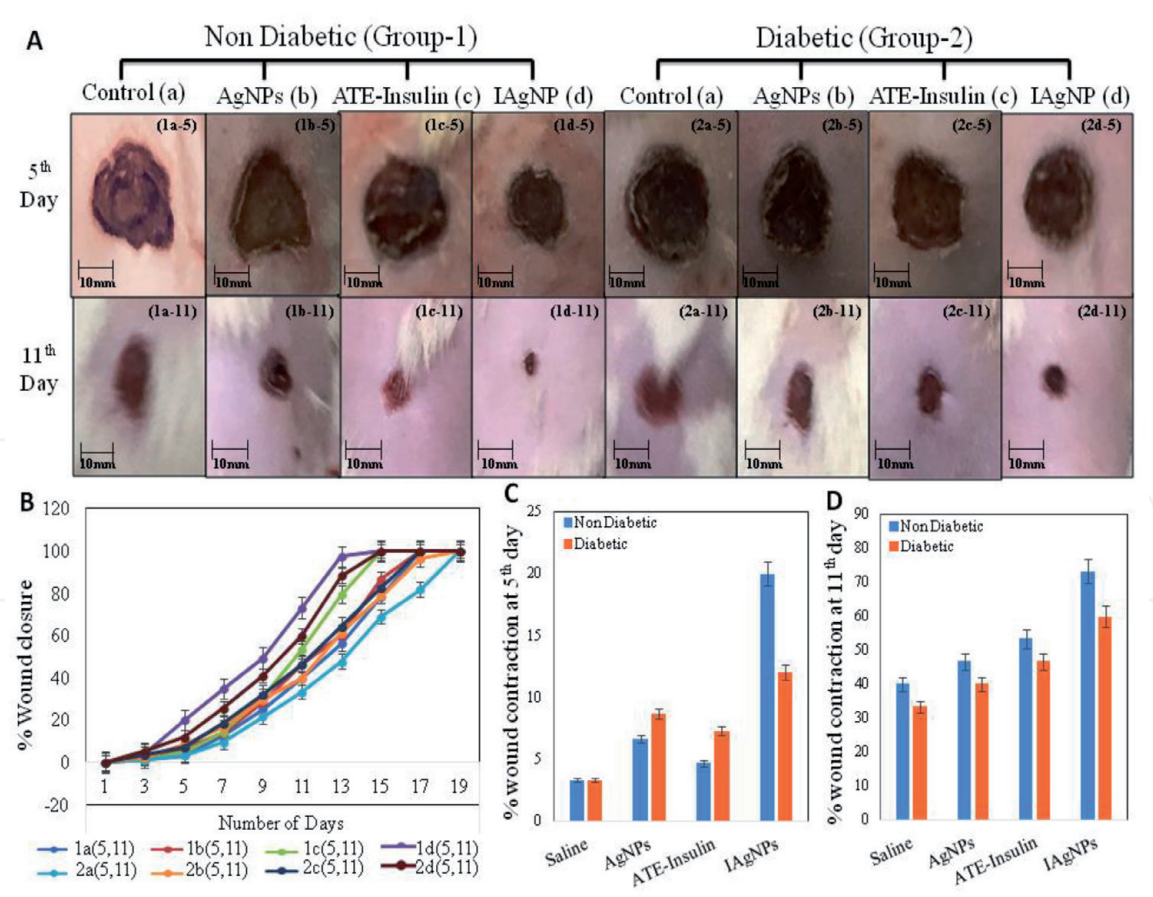 A
Non Diabetic (Group-1)
Diabetic (Group-2)
Control (a)
AgNPs (b)
ATE-Insulin (c)
IAgNP (d)
Control (a)
AgNPs (b)
ATE-Insulin (c)
IAgNP (d)
5th
Day
(1a-5)
(1b-5)
(1c-5)
(1d-5)
(2a-5)
(2b-5)
(2c-5)
(2d-5)
10mm
10mm
10mm
10mm
10mm
10mm
10mm
10mm
11th
Day
(1a-11)
(1b-11)
(1c-11)
(1d-11)
(2a-11)
(2b-11)
(2c-11)
(2d-11)
10mm
10mm
10mm
10mm
10mm
10mm
10mm
10mm
B
% Wound closure
120
100
80
60
40
20
0
-20
1 3 5 7 9 11 13 15 17 19
Number of Days
1a(5,11) 1b(5,11) 1c(5,11) 1d(5,11)
2a(5,11) 2b(5,11) 2c(5,11) 2d(5,11)
C
% wound contraction at 5th day
25
20
15
10
5
0
Non Diabetic
Diabetic
Saline
AgNPs
ATE-Insulin
IAgNPs
D
% wound contraction at 11th day
90
80
70
60
50
40
30
20
10
0
Non Diabetic
Diabetic
Saline
AgNPs
ATE-Insulin
IAgNPs